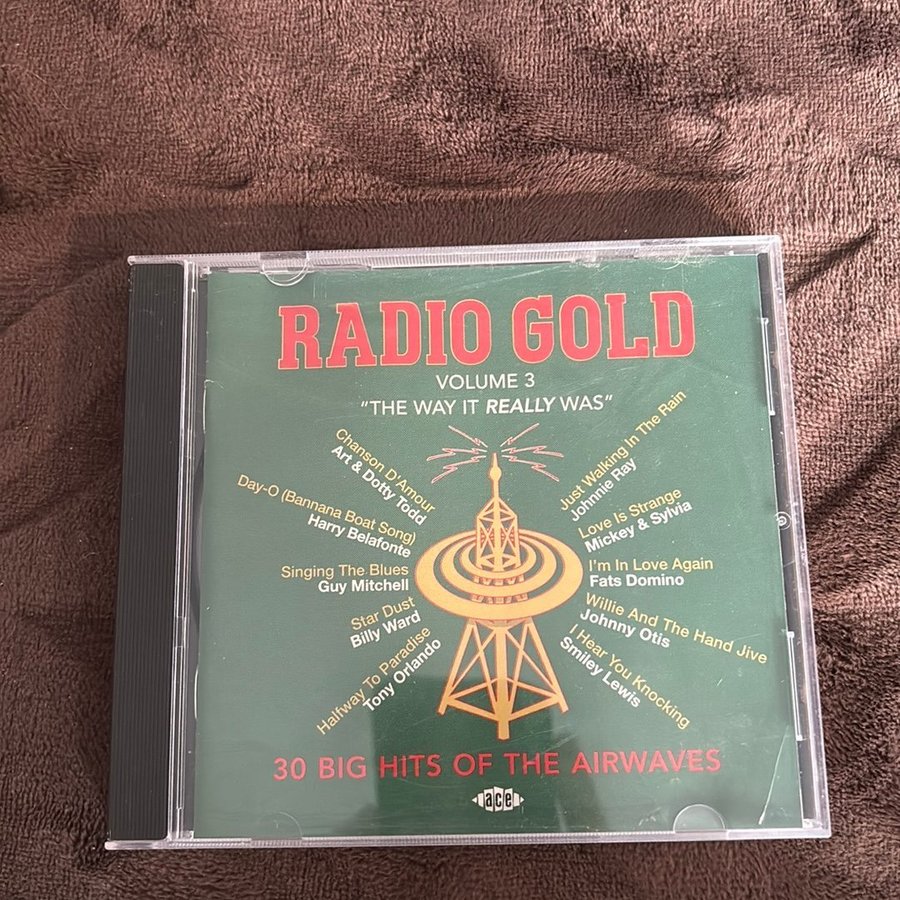 RADIO GOLD
VOLUME 3
"THE WAY IT REALLY WAS"
Chanson D'Amour
Art & Dotty Todd
Day-O (Bannana Boat Song)
Harry Belafonte
Singing The Blues
Guy Mitchell
Star Dust
Billy Ward
Halfway To Paradise
Tony Orlando
Just Walking In The Rain
Johnnie Ray
Love Is Strange
Mickey & Sylvia
I'm In Love Again
Fats Domino
Willie And The Hand Jive
Johnny Otis
I Hear You Knocking
Smiley Lewis
30 BIG HITS OF THE AIRWAVES
ace